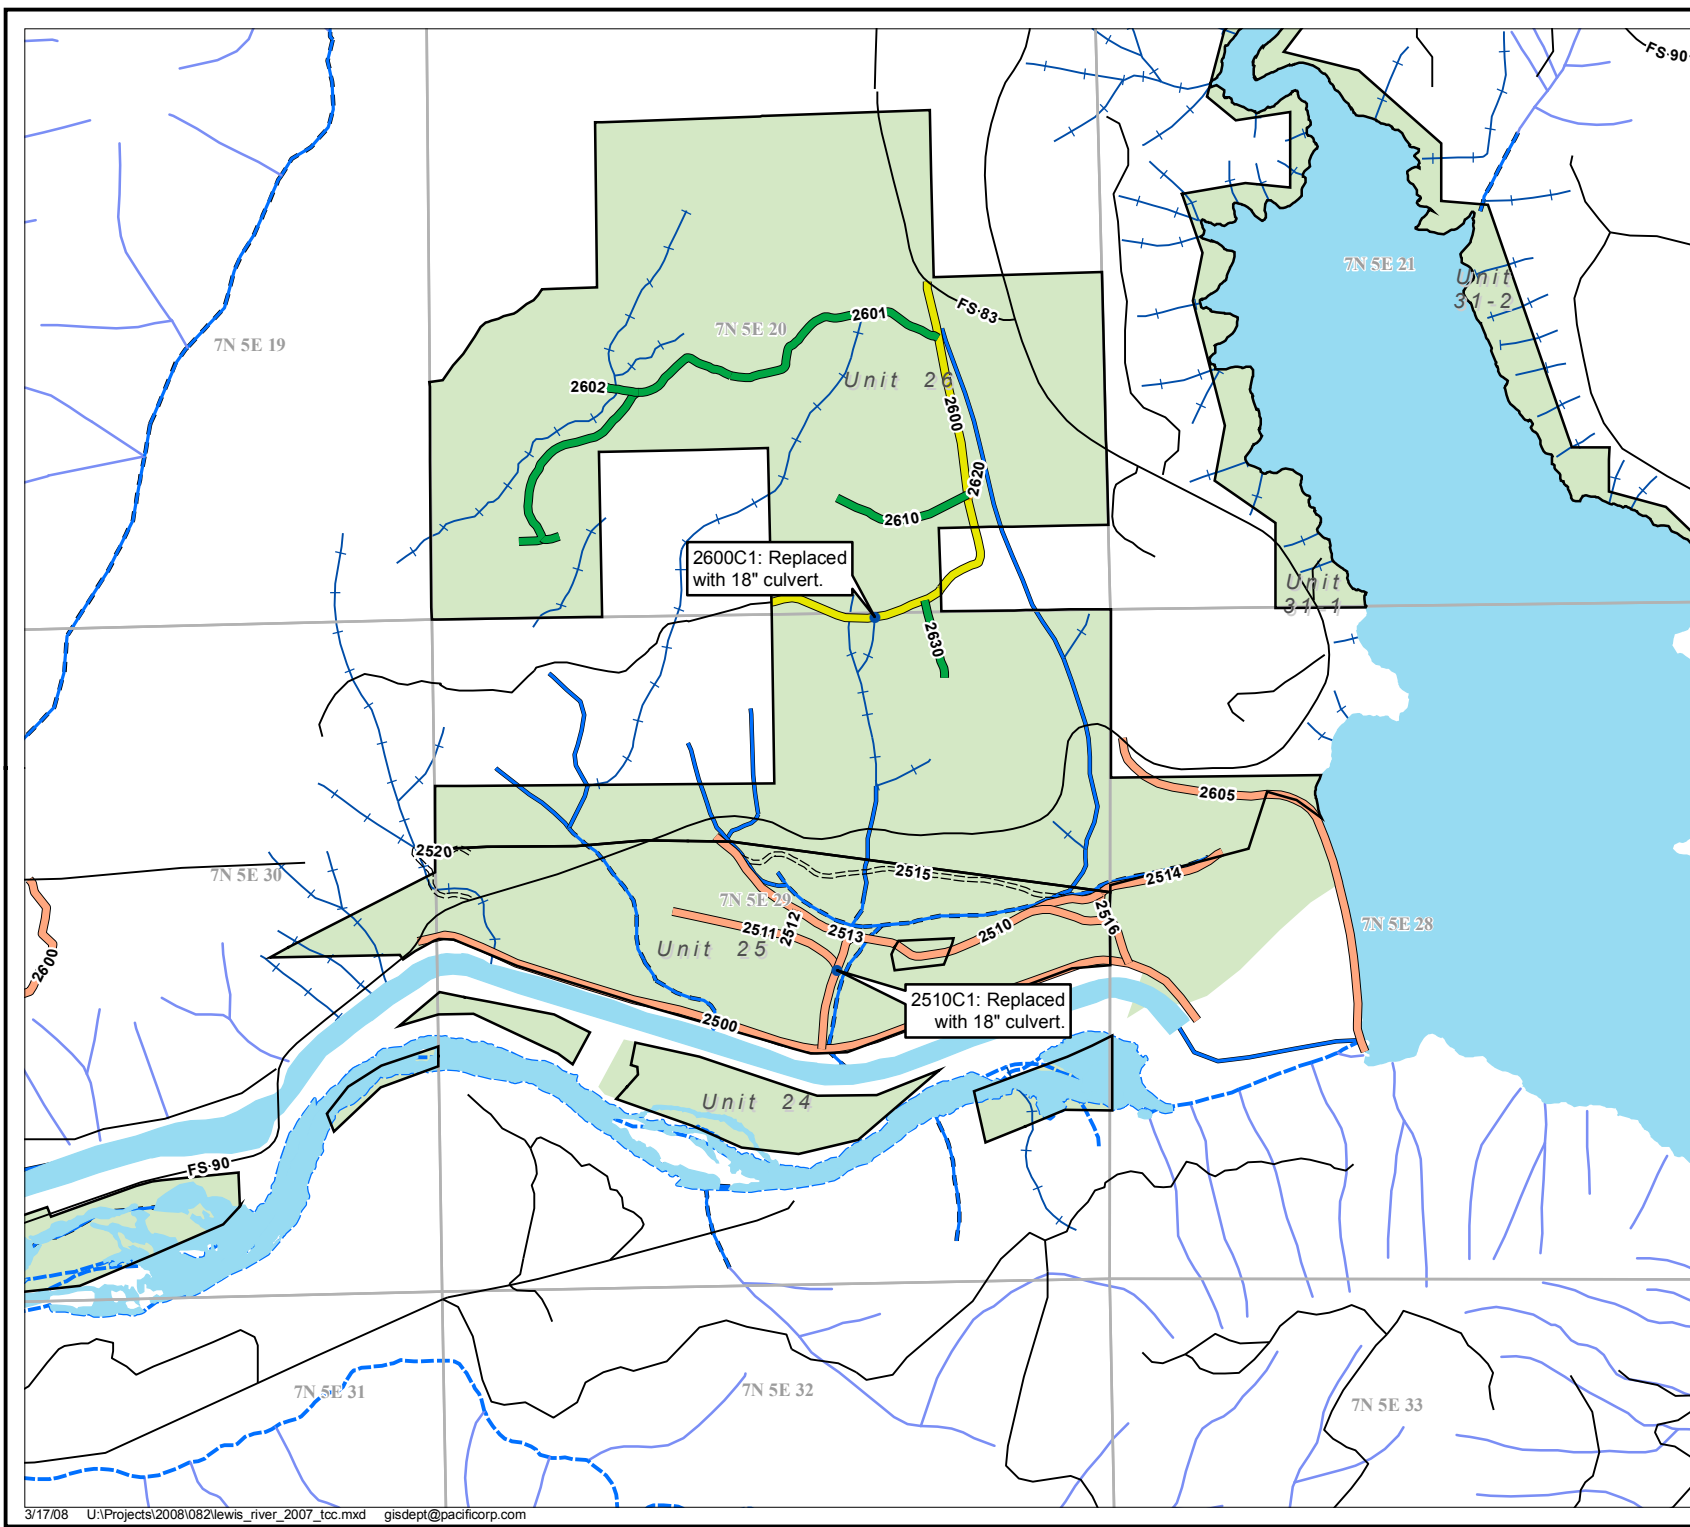 FS 90
7N 5E 21
Unit
31-2
FS 83
2601
7N 5E 20
7N 5E 19
Unit 26
2602
2600
2620
2610
2600C1: Replaced
with 18" culvert.
Unit
31-1
2630
2605
2520
2515
2514
7N 5E 30
7N 5E 29
2512
2516
7N 5E 28
2511
2513
2510
Unit 25
2600
2510C1: Replaced
with 18" culvert.
2500
Unit 24
FS 90
7N 5E 31
7N 5E 32
7N 5E 33
3/17/08 U:\Projects\2008\082\lewis_river_2007_tcc.mxd gisdept@pacificorp.com